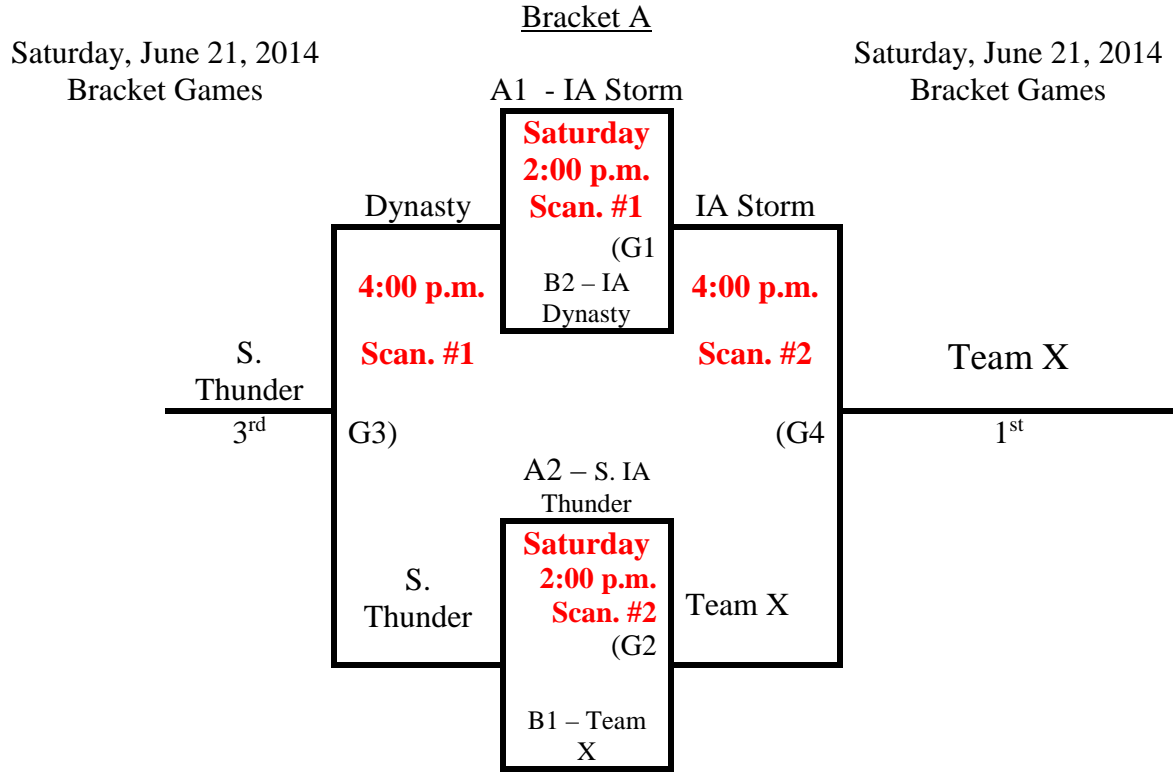 Bracket A
Saturday, June 21, 2014
Bracket Games
Saturday, June 21, 2014
Bracket Games
A1  - IA Storm
Saturday
2:00 p.m.
Scan. #1
(G1
B2 – IA
Dynasty
Dynasty
IA Storm
4:00 p.m.
Scan. #1
4:00 p.m.
Scan. #2
S.
Thunder
3rd
G3)
(G4
Team X
1st
A2 – S. IA
Thunder
Saturday
2:00 p.m.
Scan. #2
(G2
B1 – Team
X
S.
Thunder
Team X